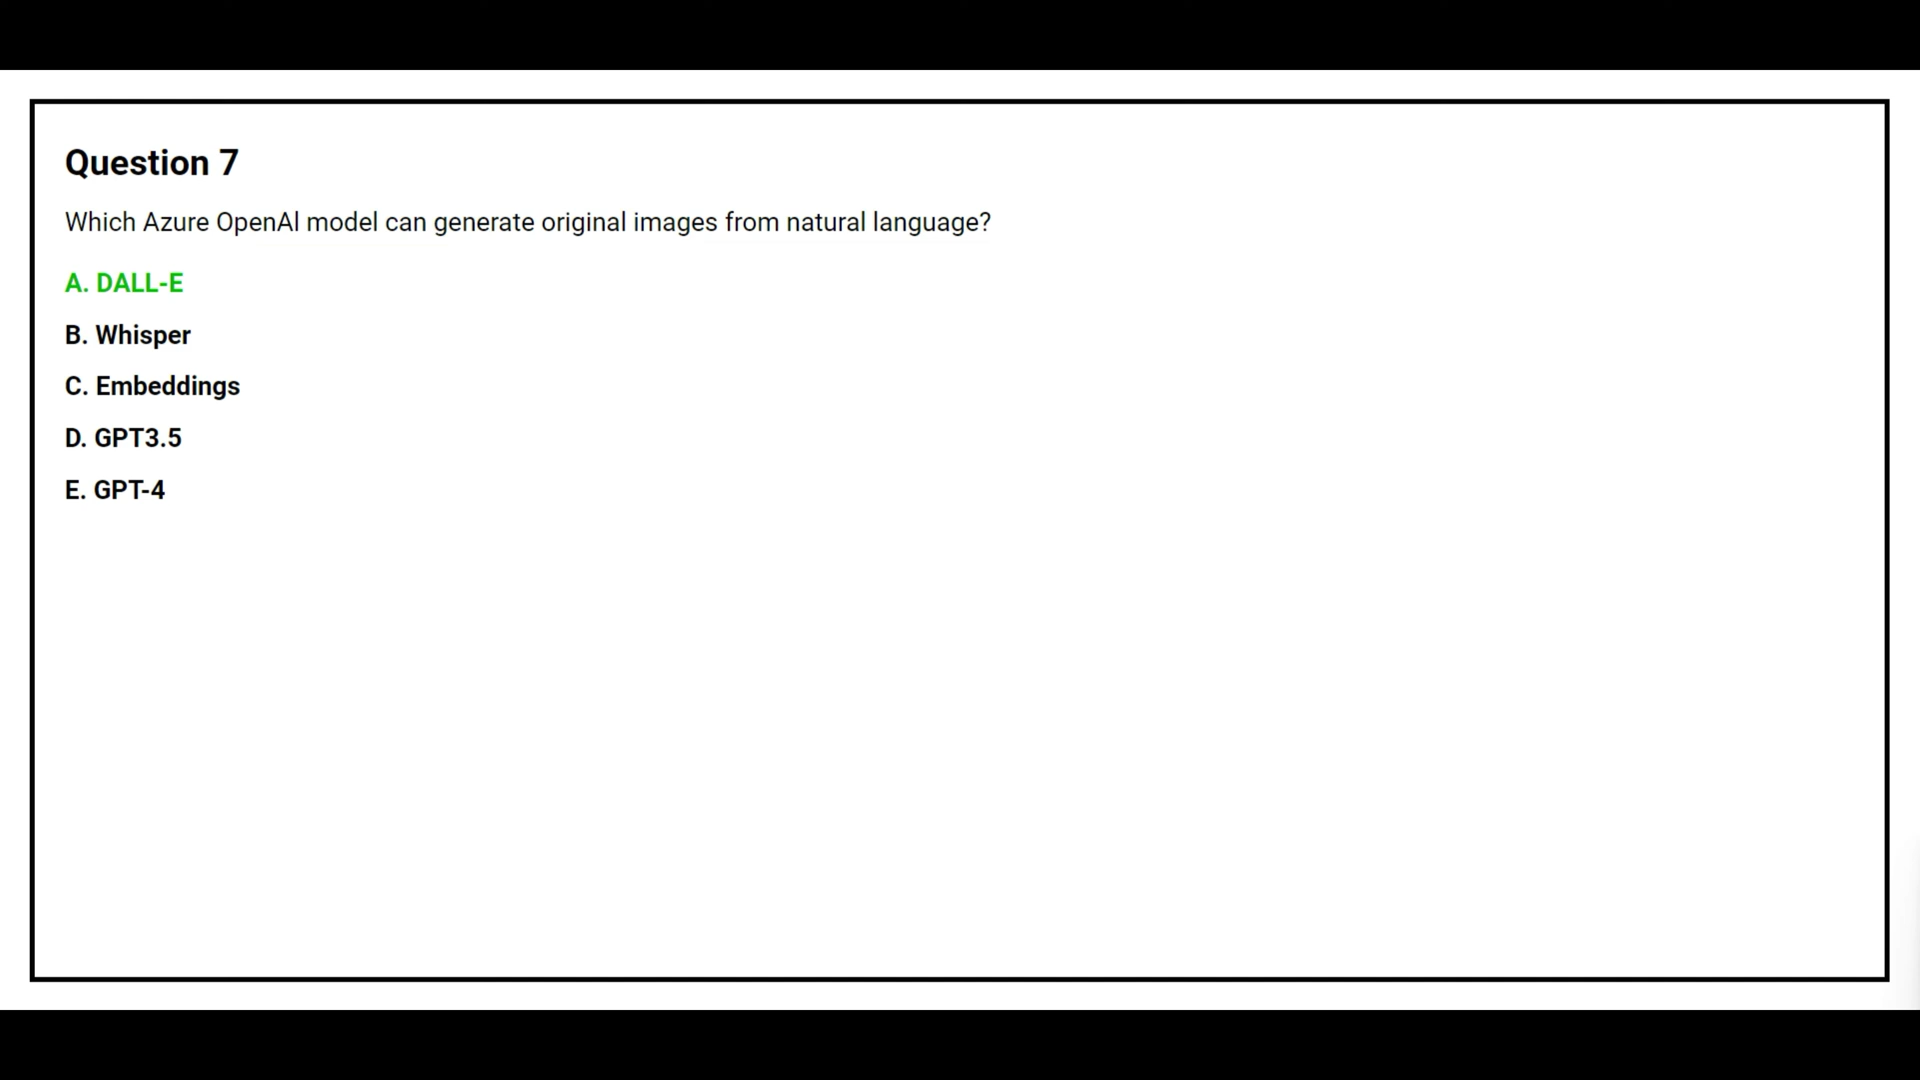 Question 7
Which Azure OpenAI model can generate original images from natural language?
A. DALL-E
B. Whisper
C. Embeddings
D. GPT3.5
E. GPT-4